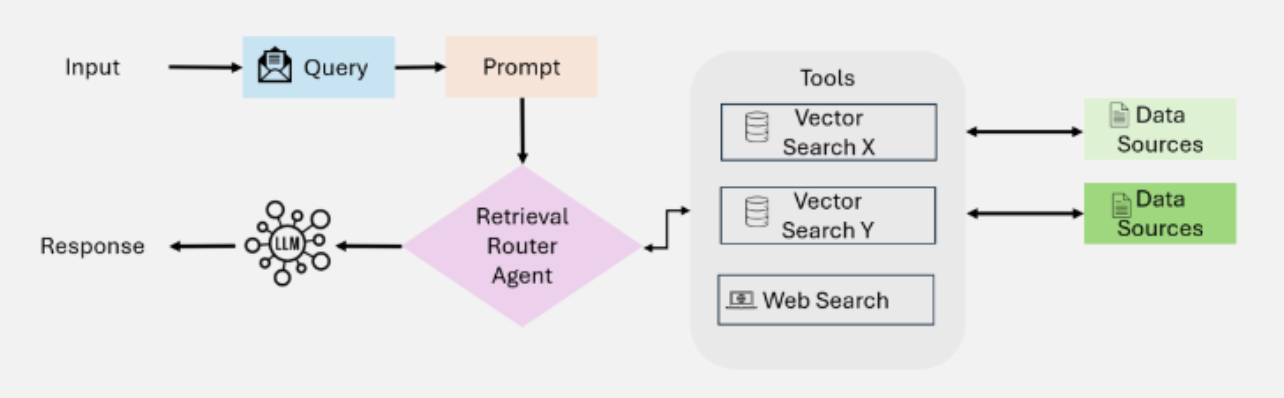 Input
Query
Prompt
Tools
Vector
Search X
Data
Sources
Response
LLM
Retrieval
Router
Agent
Vector
Search Y
Data
Sources
Web Search